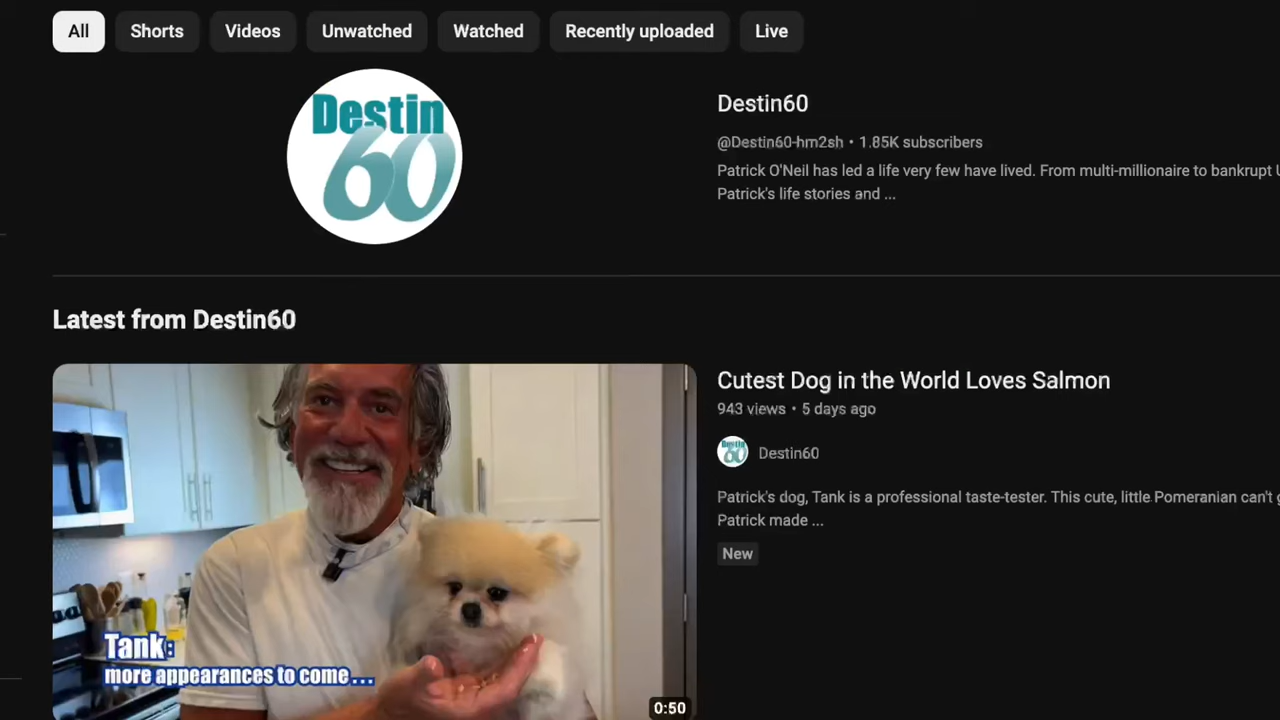 All Shorts Videos Unwatched Watched Recently uploaded Live
Destin
60
Destin60
@Destin60-hm2sh • 1.85K subscribers
Patrick O'Neil has led a life very few have lived. From multi-millionaire to bankrupt
Patrick's life stories and ...
Latest from Destin60
Cutest Dog in the World Loves Salmon
943 views • 5 days ago
Destin
60
Destin60
Patrick's dog, Tank is a professional taste-tester. This cute, little Pomeranian can't
Patrick made ...
New
Tank:
more appearances to come...
0:50